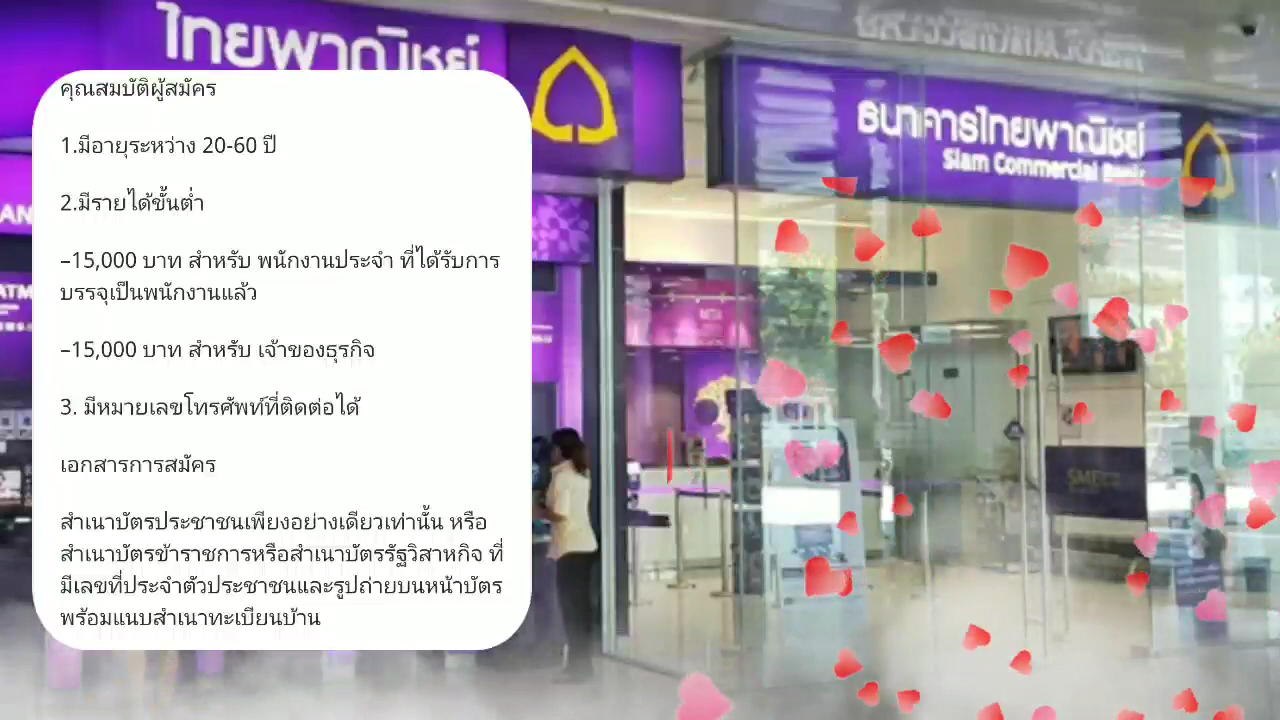 ไทยพาณิชย์
ธนาคารไทยพาณิชย์
Siam Commercial Bank
คุณสมบัติผู้สมัคร
1.มีอายุระหว่าง 20-60 ปี
2.มีรายได้ขั้นต่ำ
–15,000 บาท สำหรับ พนักงานประจำ ที่ได้รับการ
บรรจุเป็นพนักงานแล้ว
–15,000 บาท สำหรับ เจ้าของธุรกิจ
3. มีหมายเลขโทรศัพท์ที่ติดต่อได้
เอกสารการสมัคร
สำเนาบัตรประชาชนเพียงอย่างเดียวเท่านั้น หรือ
สำเนาบัตรข้าราชการหรือสำเนาบัตรรัฐวิสาหกิจ ที่
มีเลขที่ประจำตัวประชาชนและรูปถ่ายบนหน้าบัตร
พร้อมแนบสำเนาทะเบียนบ้าน